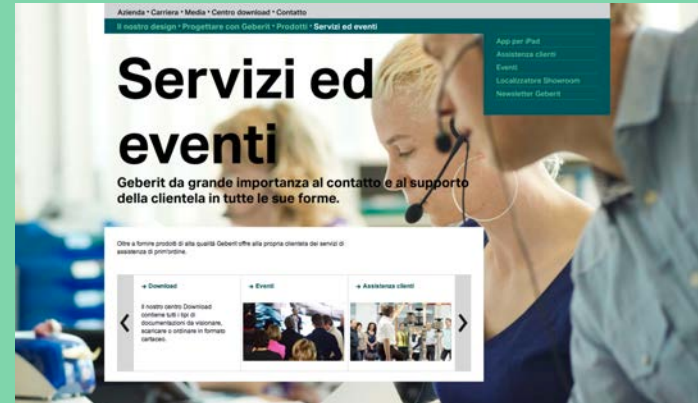 Azienda • Carriera • Media • Centro download • Contatto
Il nostro design • Progettare con Geberit • Prodotti • Servizi ed eventi
App per iPad
Assistenza clienti
Eventi
Localizzatore Showroom
Newsletter Geberit
Servizi ed
eventi
Geberit da grande importanza al contatto e al supporto
della clientela in tutte le sue forme.
Oltre a fornire prodotti di alta qualità Geberit offre alla propria clientela dei servizi di
assistenza di prim'ordine.
→ Download
Il nostro centro Download
contiene tutti i tipi di
documentazioni da visionare,
scaricare o ordinare in formato
cartaceo.
→ Eventi
→ Assistenza clienti